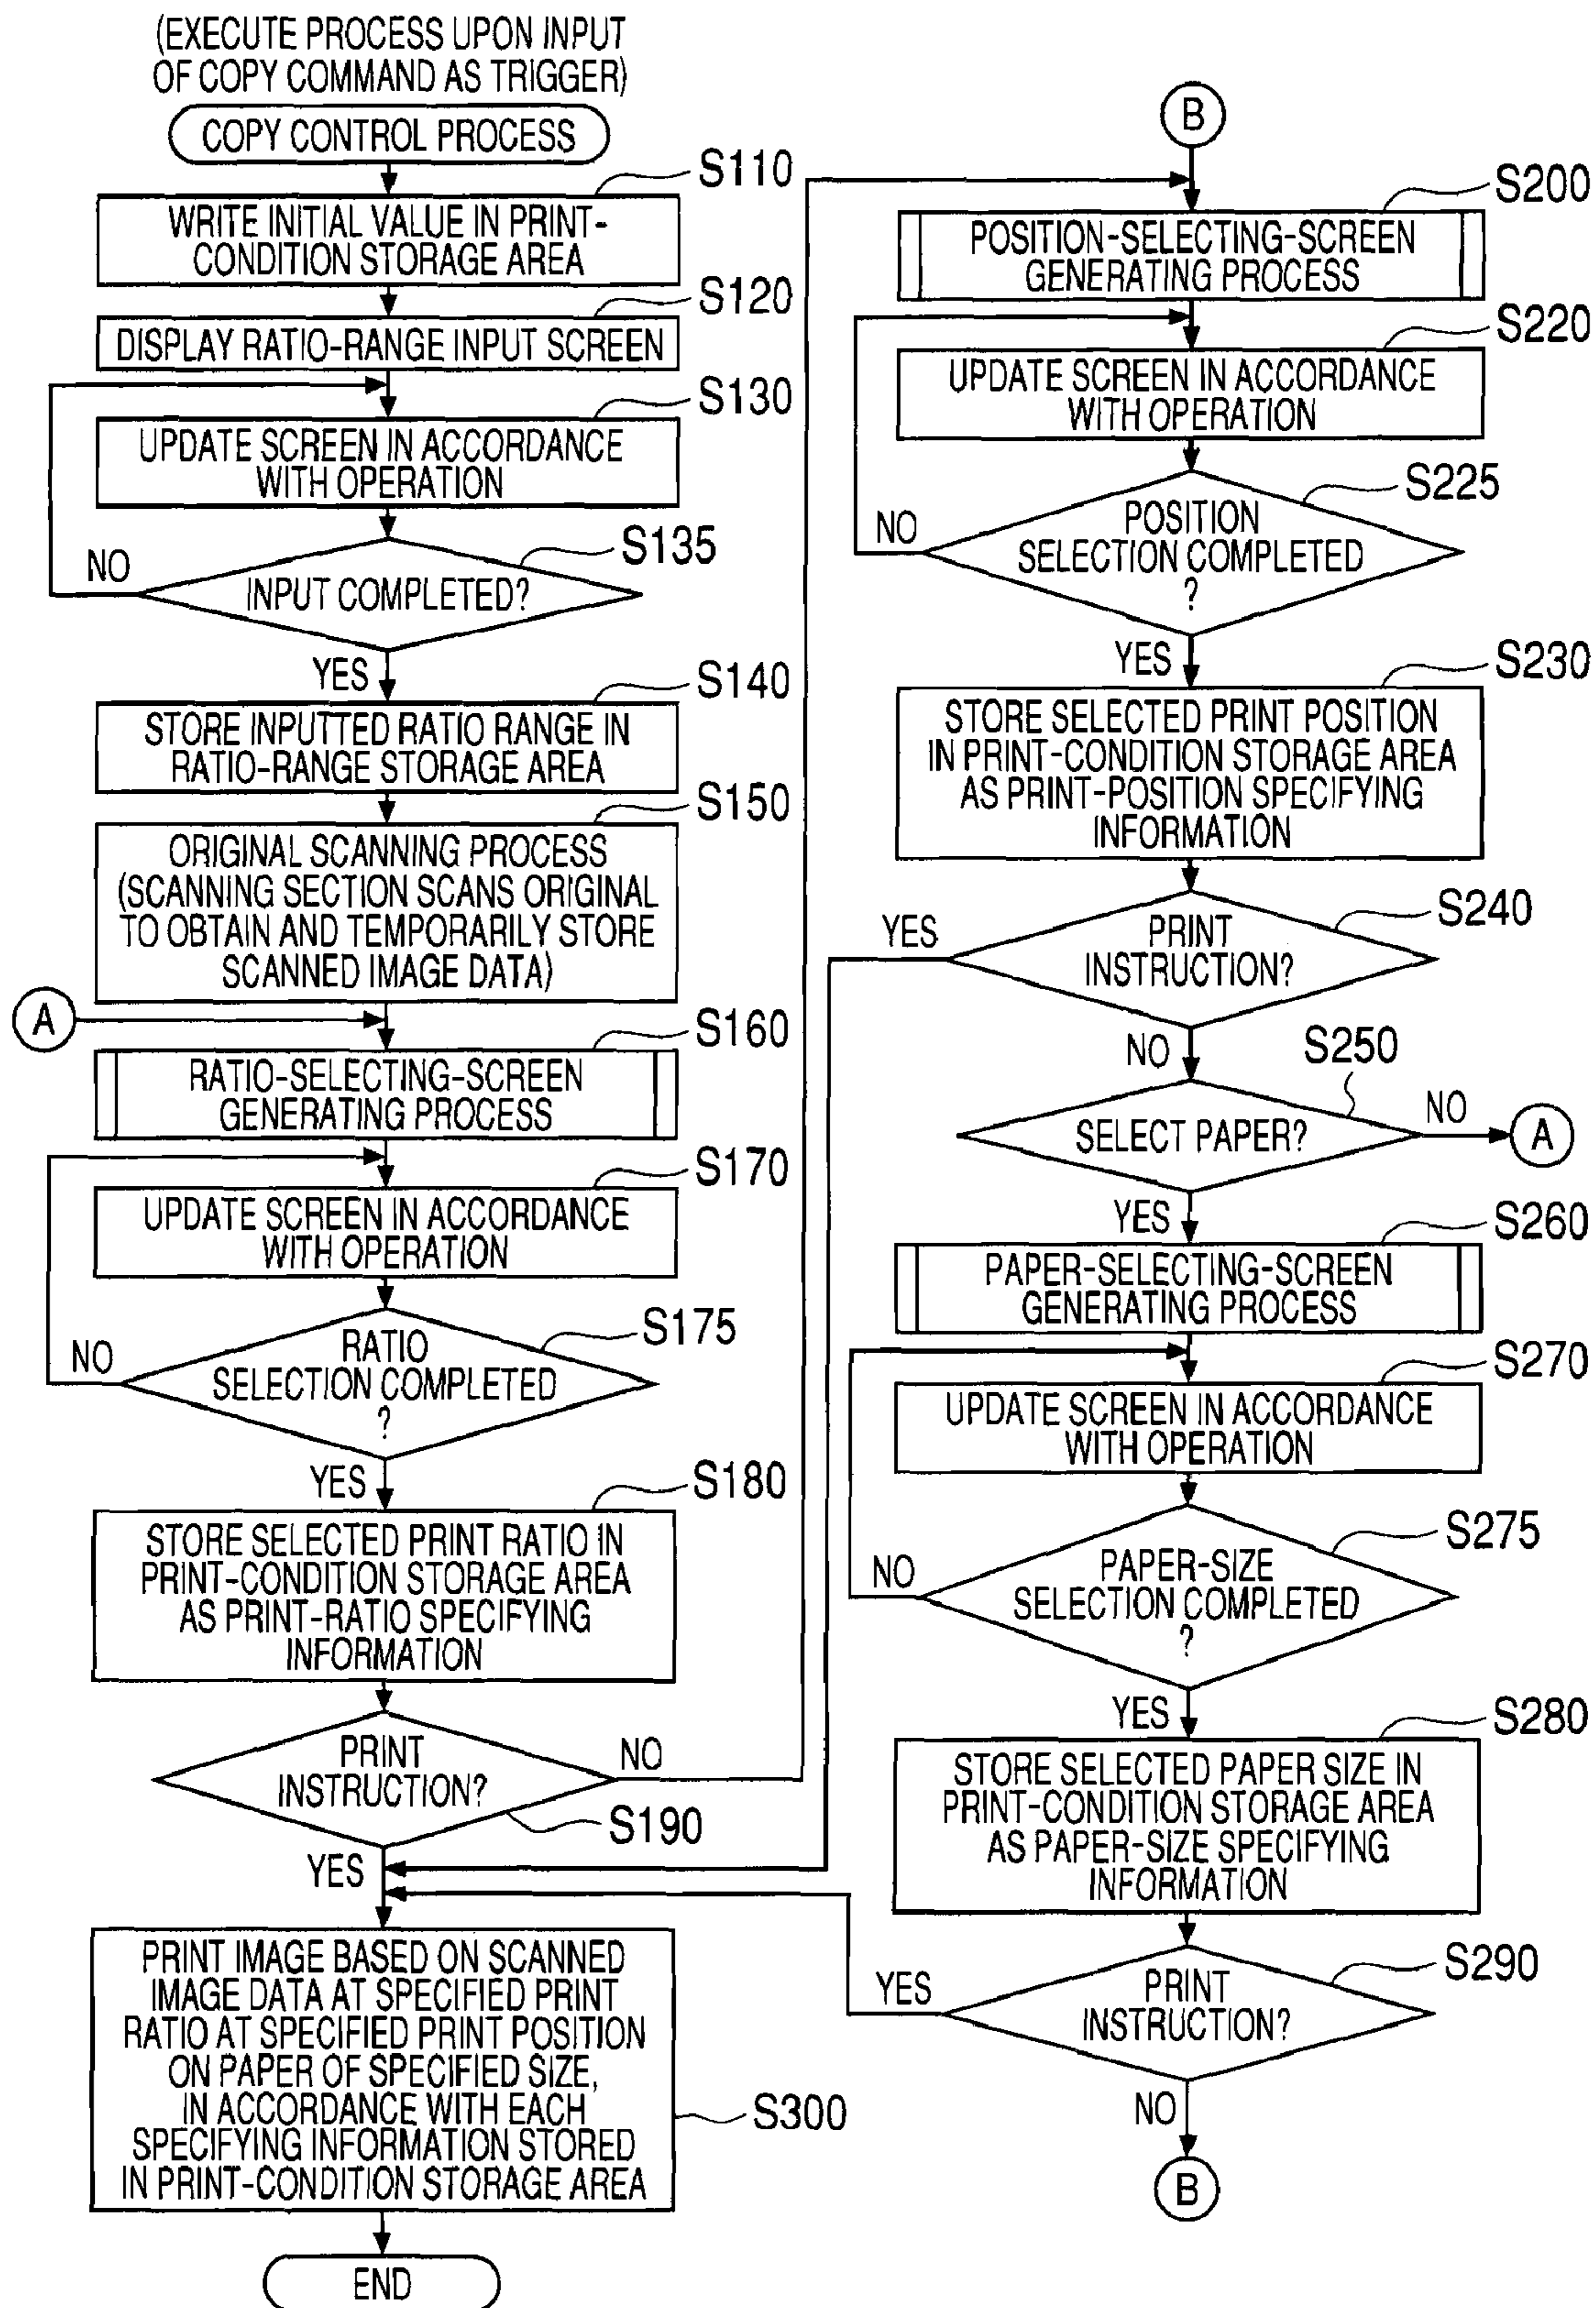 (EXECUTE PROCESS UPON INPUT
OF COPY COMMAND AS TRIGGER)
COPY CONTROL PROCESS
S110
WRITE INITIAL VALUE IN PRINT-
CONDITION STORAGE AREA
S120
DISPLAY RATIO-RANGE INPUT SCREEN
S130
UPDATE SCREEN IN ACCORDANCE
WITH OPERATION
S135
NO
INPUT COMPLETED?
YES
S140
STORE INPUTTED RATIO RANGE IN
RATIO-RANGE STORAGE AREA
S150
ORIGINAL SCANNING PROCESS
(SCANNING SECTION SCANS ORIGINAL
TO OBTAIN AND TEMPORARILY STORE
SCANNED IMAGE DATA)
A
S160
RATIO-SELECTING-SCREEN
GENERATING PROCESS
S170
UPDATE SCREEN IN ACCORDANCE
WITH OPERATION
S175
NO
RATIO
SELECTION COMPLETED
?
YES
S180
STORE SELECTED PRINT RATIO IN
PRINT-CONDITION STORAGE AREA
AS PRINT-RATIO SPECIFYING
INFORMATION
PRINT
INSTRUCTION?
NO
S190
YES
PRINT IMAGE BASED ON SCANNED
IMAGE DATA AT SPECIFIED PRINT
RATIO AT SPECIFIED PRINT POSITION
ON PAPER OF SPECIFIED SIZE,
IN ACCORDANCE WITH EACH
SPECIFYING INFORMATION STORED
IN PRINT-CONDITION STORAGE AREA
S300
END
B
S200
POSITION-SELECTING-SCREEN
GENERATING PROCESS
S220
UPDATE SCREEN IN ACCORDANCE
WITH OPERATION
S225
NO
POSITION
SELECTION COMPLETED
?
YES
S230
STORE SELECTED PRINT POSITION
IN PRINT-CONDITION STORAGE AREA
AS PRINT-POSITION SPECIFYING
INFORMATION
S240
YES
PRINT
INSTRUCTION?
NO
S250
SELECT PAPER?
NO
A
YES
S260
PAPER-SELECTING-SCREEN
GENERATING PROCESS
S270
UPDATE SCREEN IN ACCORDANCE
WITH OPERATION
S275
NO
PAPER-SIZE
SELECTION COMPLETED
?
YES
S280
STORE SELECTED PAPER SIZE IN
PRINT-CONDITION STORAGE AREA
AS PAPER-SIZE SPECIFYING
INFORMATION
S290
YES
PRINT
INSTRUCTION?
NO
B